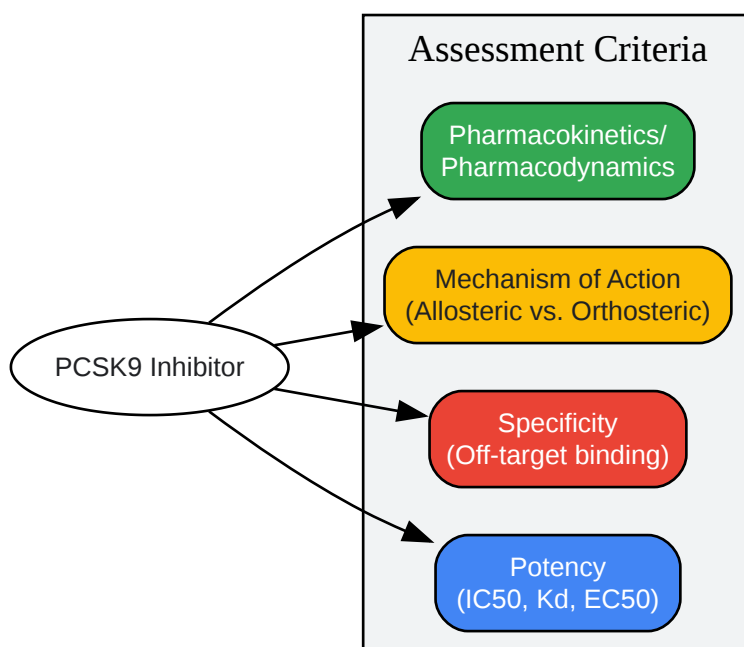 Assessment Criteria
Pharmacokinetics/
Pharmacodynamics
Mechanism of Action
(Allosteric vs. Orthosteric)
PCSK9 Inhibitor
Specificity
(Off-target binding)
Potency
(IC50, Kd, EC50)